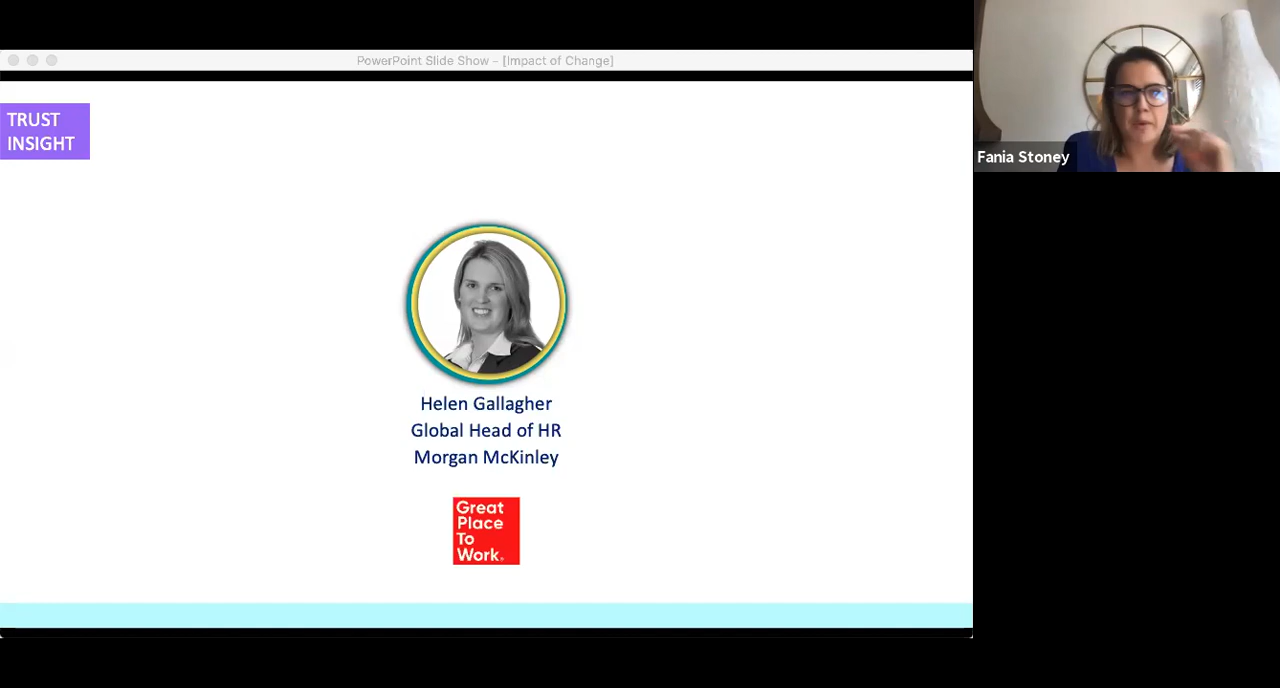 PowerPoint Slide Show – [Impact of Change]
TRUST
INSIGHT
Helen Gallagher
Global Head of HR
Morgan McKinley
Great
Place
To
Work.
Fania Stoney